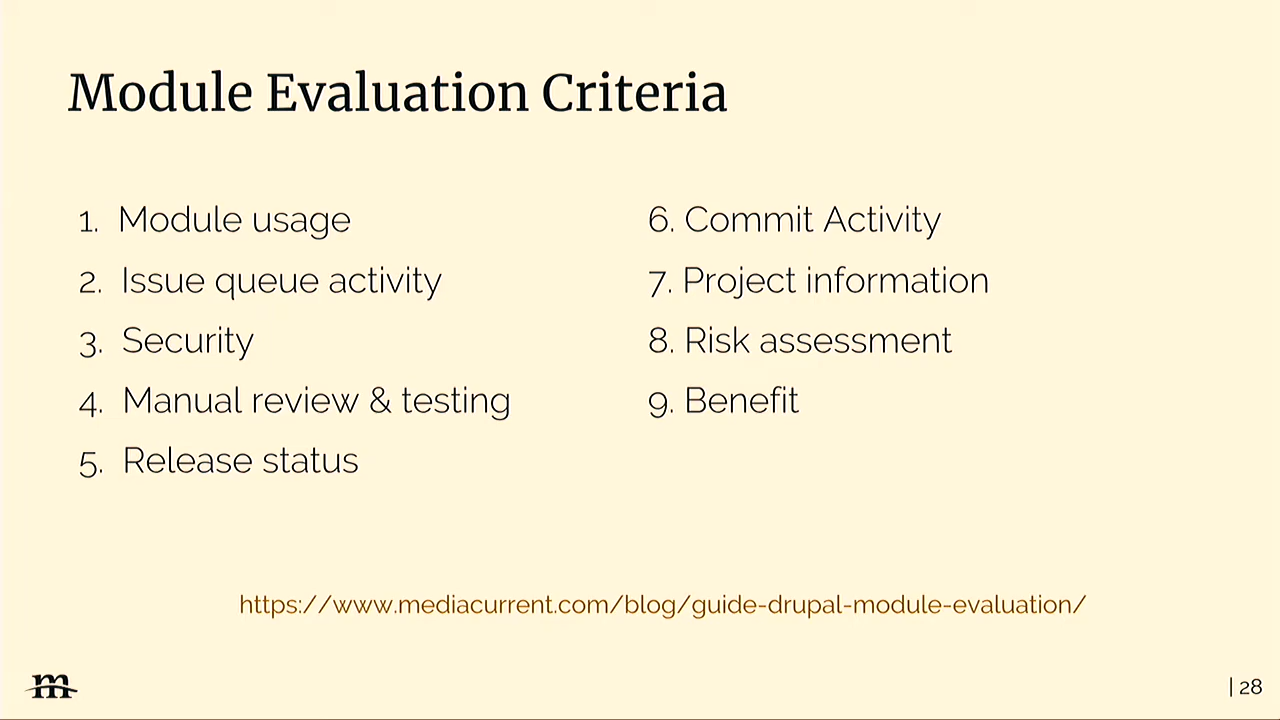 Module Evaluation Criteria
1. Module usage
2. Issue queue activity
3. Security
4. Manual review & testing
5. Release status
6. Commit Activity
7. Project information
8. Risk assessment
9. Benefit
https://www.mediacurrent.com/blog/guide-drupal-module-evaluation/
m
| 28